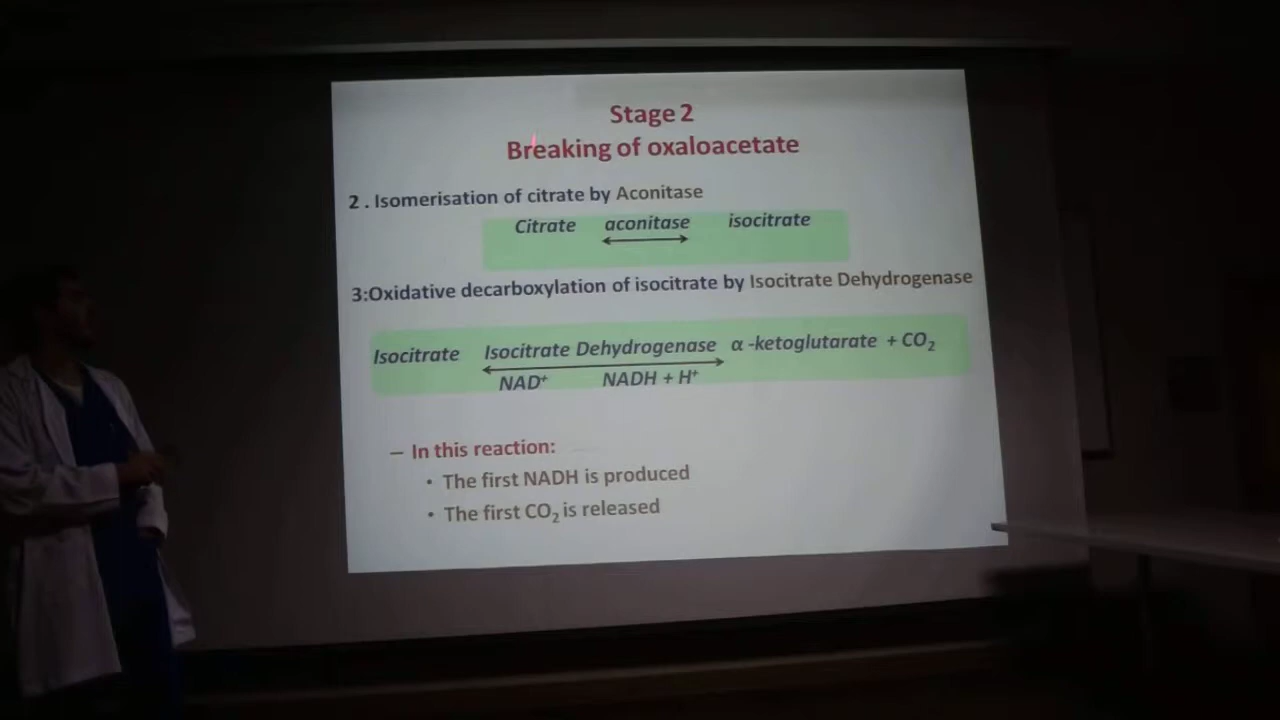 Stage 2
Breaking of oxaloacetate
2 . Isomerisation of citrate by Aconitase
Citrate aconitase isocitrate
3:Oxidative decarboxylation of isocitrate by Isocitrate Dehydrogenase
Isocitrate Isocitrate Dehydrogenase α -ketoglutarate + CO₂
NAD⁺ NADH + H⁺
– In this reaction:
• The first NADH is produced
• The first CO₂ is released